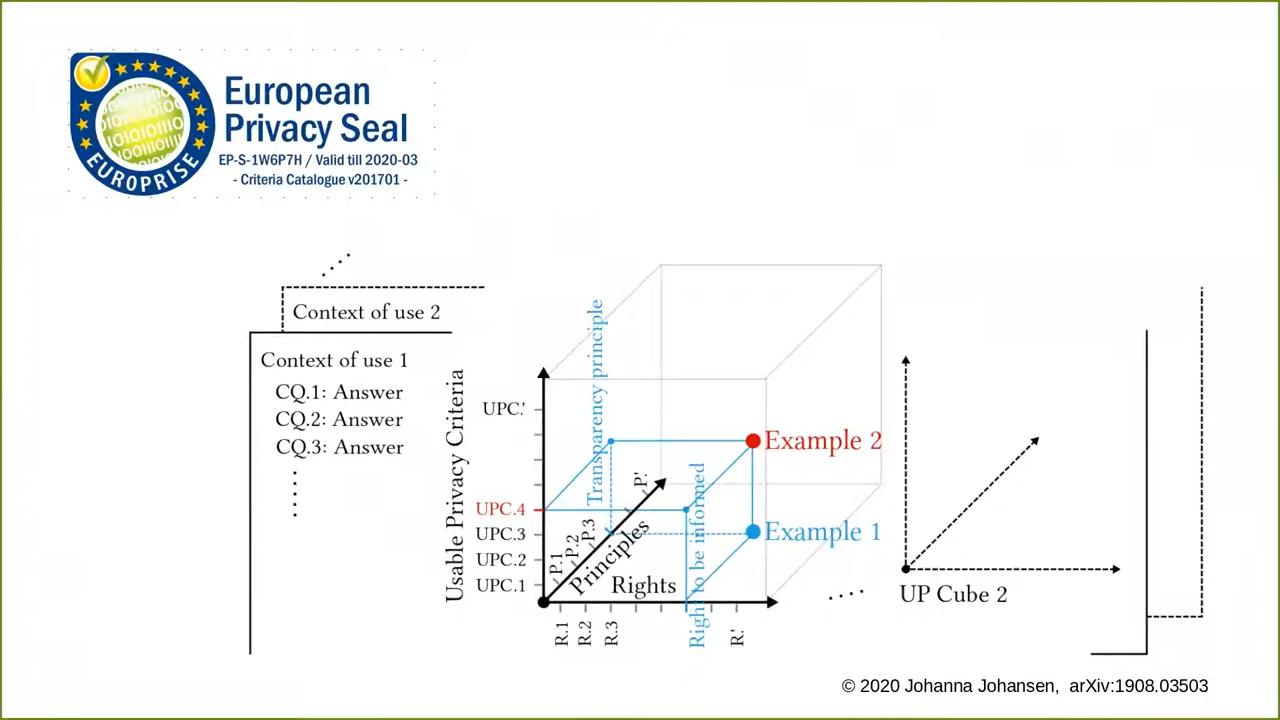 European
Privacy Seal
EP-S-1W6P7H / Valid till 2020-03
- Criteria Catalogue v201701 -
EUROPRISE
Context of use 2
Context of use 1
CQ.1: Answer
CQ.2: Answer
CQ.3: Answer
Usable Privacy Criteria
UPC.'
UPC.4
UPC.3
UPC.2
UPC.1
Transparency principle
P.1
P.2
P.3
P.'
Principles
Rights
R.1
R.2
R.3
Right to be informed
R.'
Example 2
Example 1
UP Cube 2
© 2020 Johanna Johansen, arXiv:1908.03503